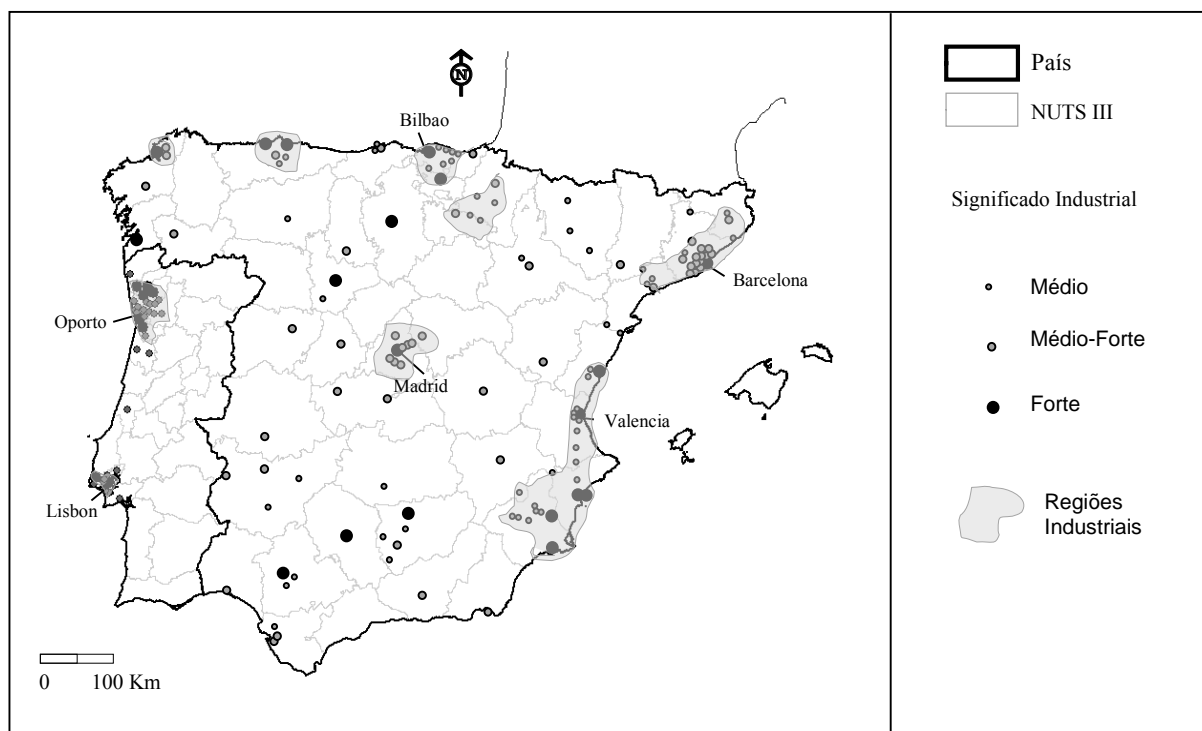 N
Bilbao
Barcelona
Oporto
Madrid
Valencia
Lisbon
0 100 Km
País
NUTS III
Significado Industrial
Médio
Médio-Forte
Forte
Regiões
Industriais